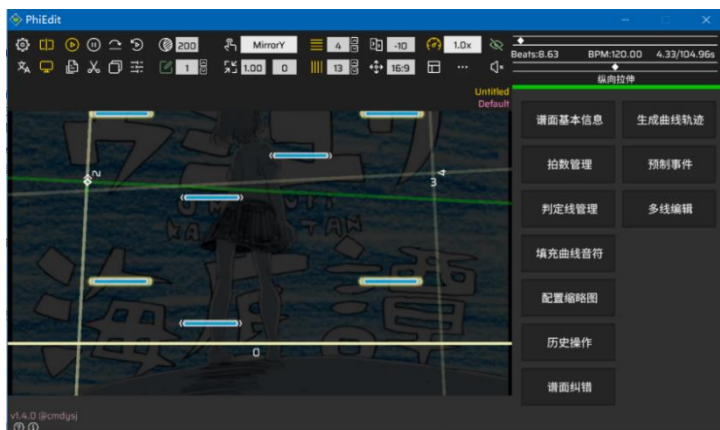 PhiEdit
200 MirrorY 4 -10 1.0x
Beats:8.63 BPM:120.00 4.33/104.96s
1 1.00 0 13 16:9 ...
纵向拉伸
Untitled
Default
谱面基本信息 生成曲线轨迹
拍数管理 预制事件
判定线管理 多线编辑
填充曲线音符
配置缩略图
历史操作
谱面纠错
2
3
4
0
海底譚
v1.4.0 @cmdysj